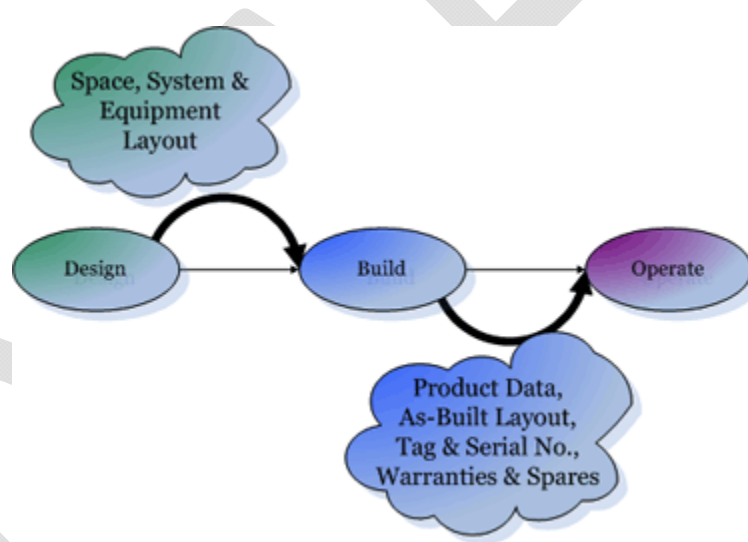 Space, System &
Equipment
Layout
Design
Build
Operate
Product Data,
As-Built Layout,
Tag & Serial No.,
Warranties & Spares